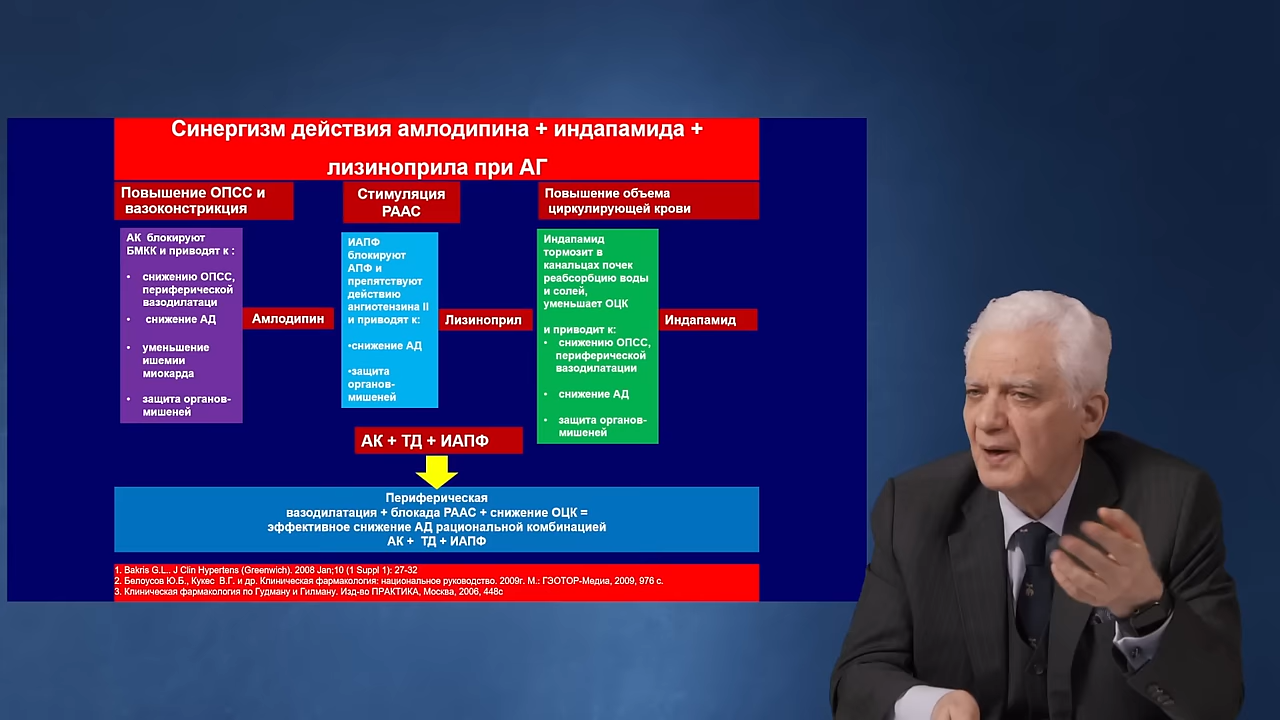 Синергизм действия амлодипина + индапамида +
лизиноприла при АГ
Повышение ОПСС и
вазоконстрикция
Стимуляция
РААС
Повышение объема
циркулирующей крови
АК блокируют
БМКК и приводят к :
• снижению ОПСС,
периферической
вазодилатаци
• снижение АД
• уменьшение
ишемии
миокарда
• защита органов-
мишеней
Амлодипин
ИАПФ
блокируют
АПФ и
препятствуют
действию
ангиотензина II
и приводят к:
•снижение АД
•защита
органов-
мишеней
Лизиноприл
Индапамид
тормозит в
канальцах почек
реабсорбцию воды
и солей,
уменьшает ОЦК
и приводит к:
• снижению ОПСС,
периферической
вазодилатации
• снижение АД
• защита органов-
мишеней
Индапамид
АК + ТД + ИАПФ
Периферическая
вазодилатация + блокада РААС + снижение ОЦК =
эффективное снижение АД рациональной комбинацией
АК + ТД + ИАПФ
1. Bakris G.L.. J Clin Hypertens (Greenwich). 2008 Jan;10 (1 Suppl 1): 27-32
2. Белоусов Ю.Б., Кукес В.Г. и др. Клиническая фармакология: национальное руководство. 2009г. М.: ГЭОТОР-Медиа, 2009, 976 с.
3. Клиническая фармакология по Гудману и Гилману. Изд-во ПРАКТИКА, Москва, 2006, 448с